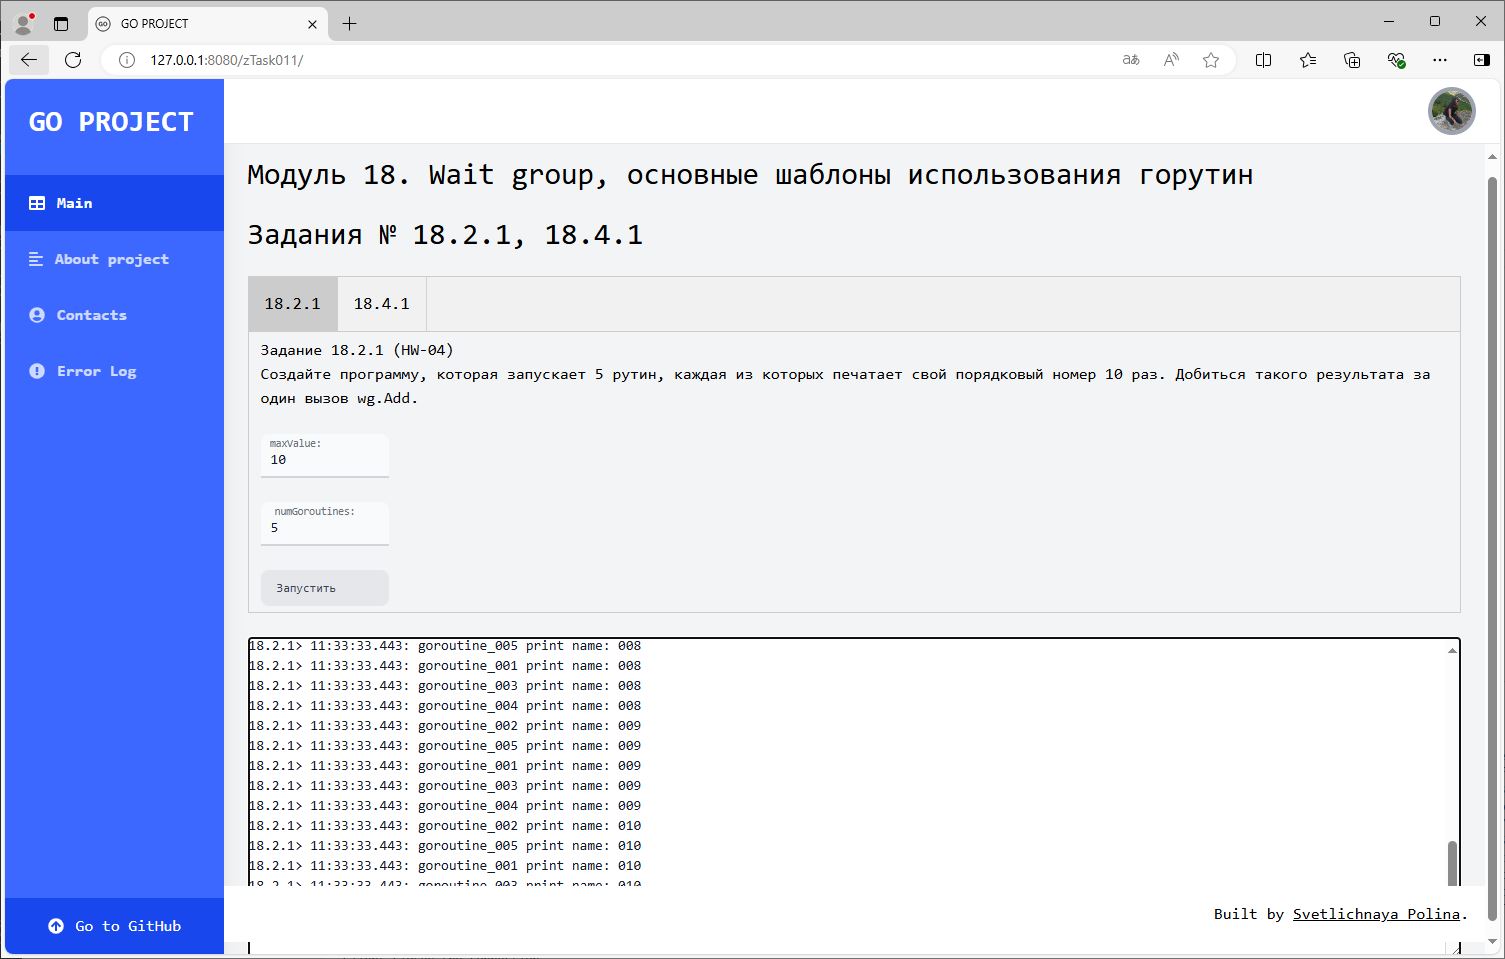 GO PROJECT
127.0.0.1:8080/zTask011/
GO PROJECT
Main
About project
Contacts
Error Log
Go to GitHub
Модуль 18. Wait group, основные шаблоны использования горутин
Задания № 18.2.1, 18.4.1
18.2.1 18.4.1
Задание 18.2.1 (HW-04)
Создайте программу, которая запускает 5 рутин, каждая из которых печатает свой порядковый номер 10 раз. Добиться такого результата за
один вызов wg.Add.
maxValue:
10
numGoroutines:
5
Запустить
18.2.1> 11:33:33.443: goroutine_005 print name: 008
18.2.1> 11:33:33.443: goroutine_001 print name: 008
18.2.1> 11:33:33.443: goroutine_003 print name: 008
18.2.1> 11:33:33.443: goroutine_004 print name: 008
18.2.1> 11:33:33.443: goroutine_002 print name: 009
18.2.1> 11:33:33.443: goroutine_005 print name: 009
18.2.1> 11:33:33.443: goroutine_001 print name: 009
18.2.1> 11:33:33.443: goroutine_003 print name: 009
18.2.1> 11:33:33.443: goroutine_004 print name: 009
18.2.1> 11:33:33.443: goroutine_002 print name: 010
18.2.1> 11:33:33.443: goroutine_005 print name: 010
18.2.1> 11:33:33.443: goroutine_001 print name: 010
18.2.1> 11:33:33.443: goroutine_003 print name: 010
Built by Svetlichnaya Polina.